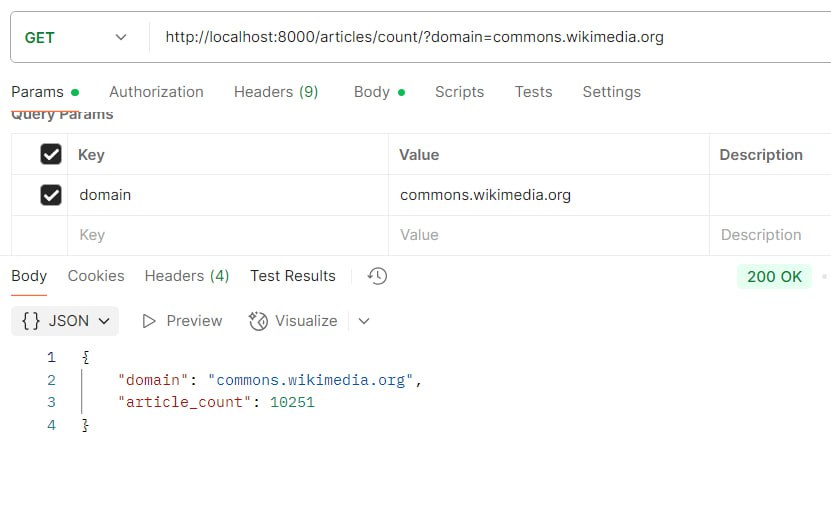 GET http://localhost:8000/articles/count/?domain=commons.wikimedia.org
Params Authorization Headers (9) Body Scripts Tests Settings
Query Params
Key Value Description
domain commons.wikimedia.org
Key Value Description
Body Cookies Headers (4) Test Results 200 OK
{} JSON Preview Visualize
1 {
2 "domain": "commons.wikimedia.org",
3 "article_count": 10251
4 }